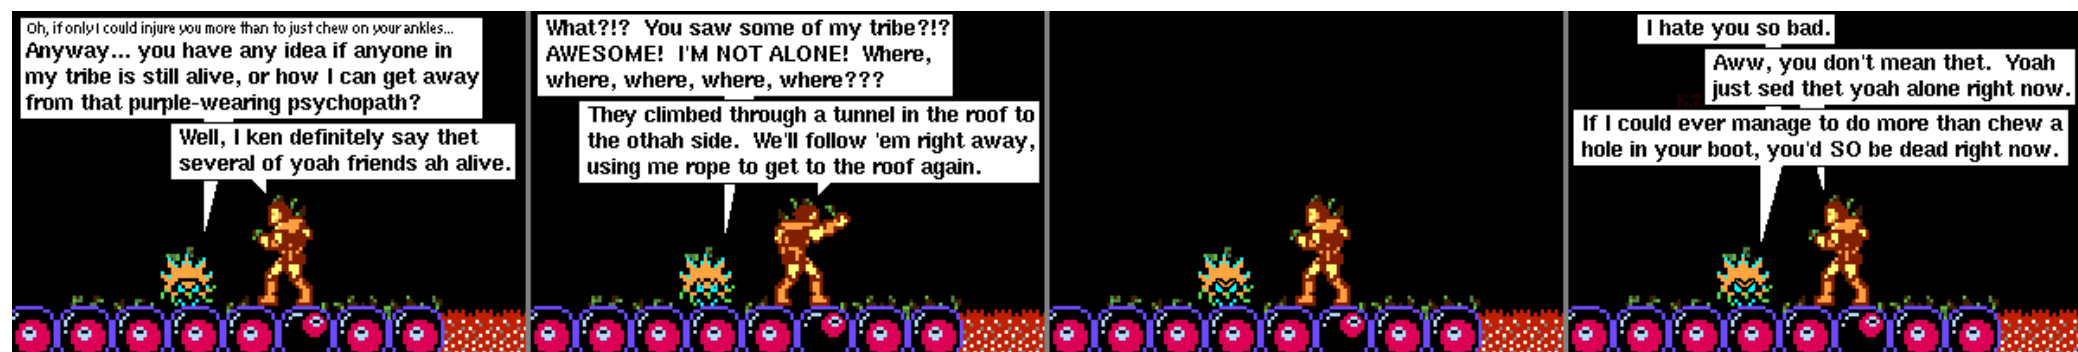 Oh, if only I could injure you more than to just chew on your ankles...
Anyway... you have any idea if anyone in
my tribe is still alive, or how I can get away
from that purple-wearing psychopath?
Well, I ken definitely say thet
several of yoah friends ah alive.
What?!? You saw some of my tribe?!?
AWESOME! I'M NOT ALONE! Where,
where, where, where, where???
They climbed through a tunnel in the roof to
the othah side. We'll follow 'em right away,
using me rope to get to the roof again.
I hate you so bad.
Aww, you don't mean thet. Yoah
just sed thet yoah alone right now.
If I could ever manage to do more than chew a
hole in your boot, you'd SO be dead right now.